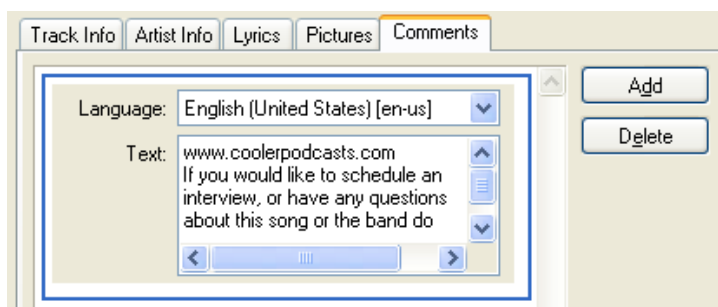 Track Info Artist Info Lyrics Pictures Comments
Language: English (United States) [en-us]
Add
Delete
Text: www.coolerpodcasts.com
If you would like to schedule an
interview, or have any questions
about this song or the band do